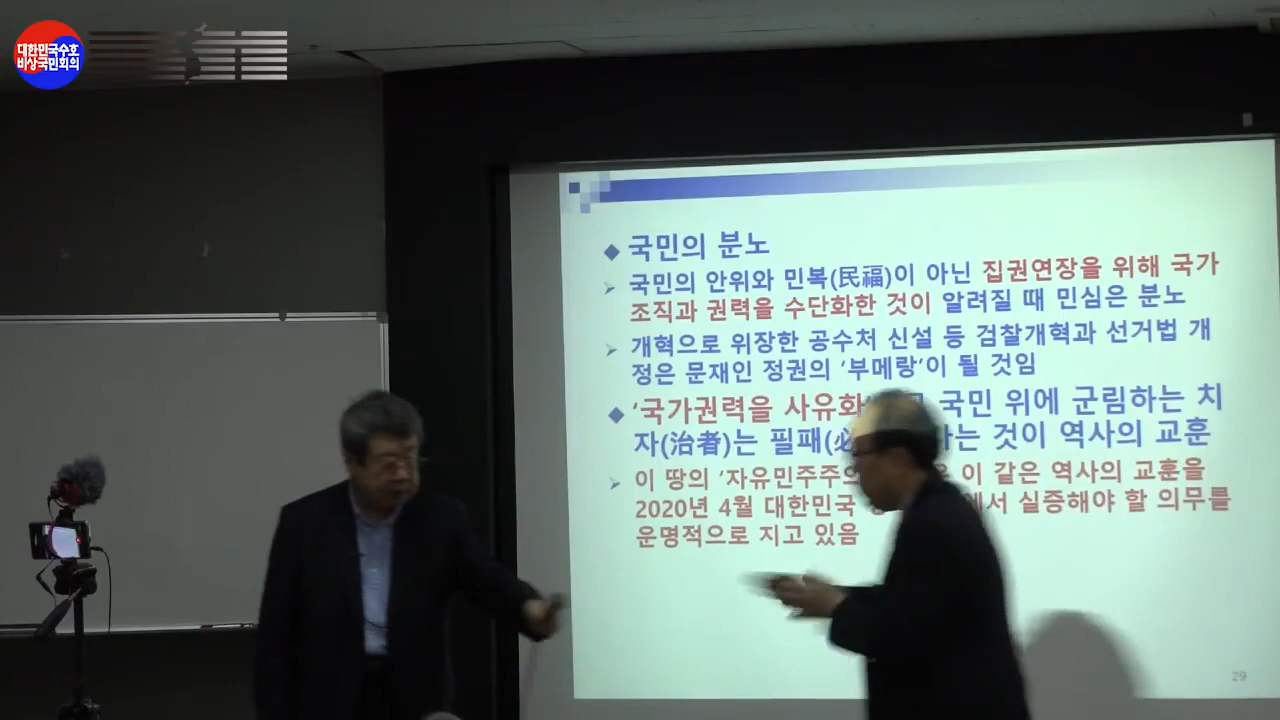 대한민국수호
비상국민회의
국민의 분노
국민의 안위와 민복(民福)이 아닌 집권연장을 위해 국가
조직과 권력을 수단화한 것이 알려질 때 민심은 분노
개혁으로 위장한 공수처 신설 등 검찰개혁과 선거법 개
정은 문재인 정권의 ‘부메랑’이 될 것임
‘국가권력을 사유화 국민 위에 군림하는 치
자(治者)는 필패(必 는 것이 역사의 교훈
이 땅의 ‘자유민주주의 이 같은 역사의 교훈을
2020년 4월 대한민국 에서 실증해야 할 의무를
운명적으로 지고 있음
29